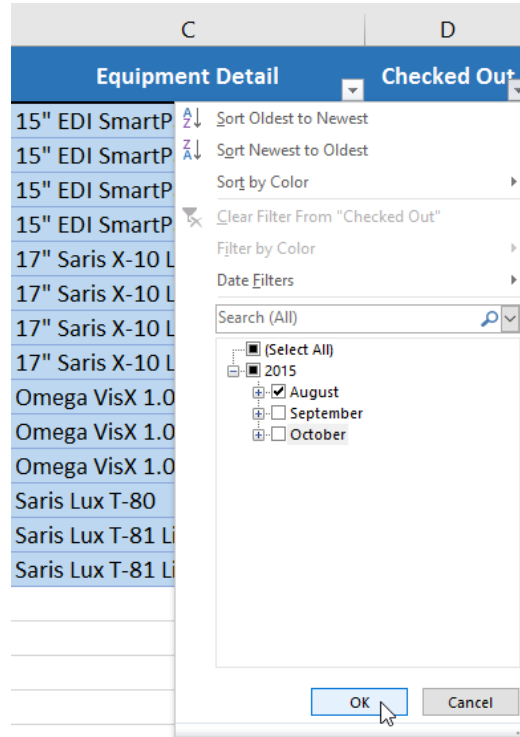 C D
Equipment Detail Checked Out
15" EDI SmartP
15" EDI SmartP
15" EDI SmartP
15" EDI SmartP
17" Saris X-10 L
17" Saris X-10 L
17" Saris X-10 L
17" Saris X-10 L
Omega VisX 1.0
Omega VisX 1.0
Omega VisX 1.0
Saris Lux T-80
Saris Lux T-81 Li
Saris Lux T-81 Li
Sort Oldest to Newest
Sort Newest to Oldest
Sort by Color
Clear Filter From "Checked Out"
Filter by Color
Date Filters
Search (All)
(Select All)
2015
August
September
October
OK Cancel